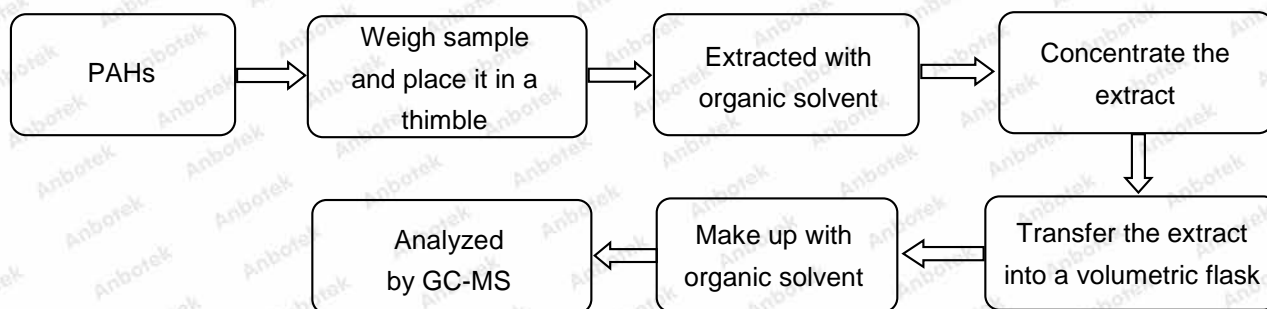 PAHs
Weigh sample
and place it in a
thimble
Extracted with
organic solvent
Concentrate the
extract
Transfer the extract
into a volumetric flask
Make up with
organic solvent
Analyzed
by GC-MS
Anbotek